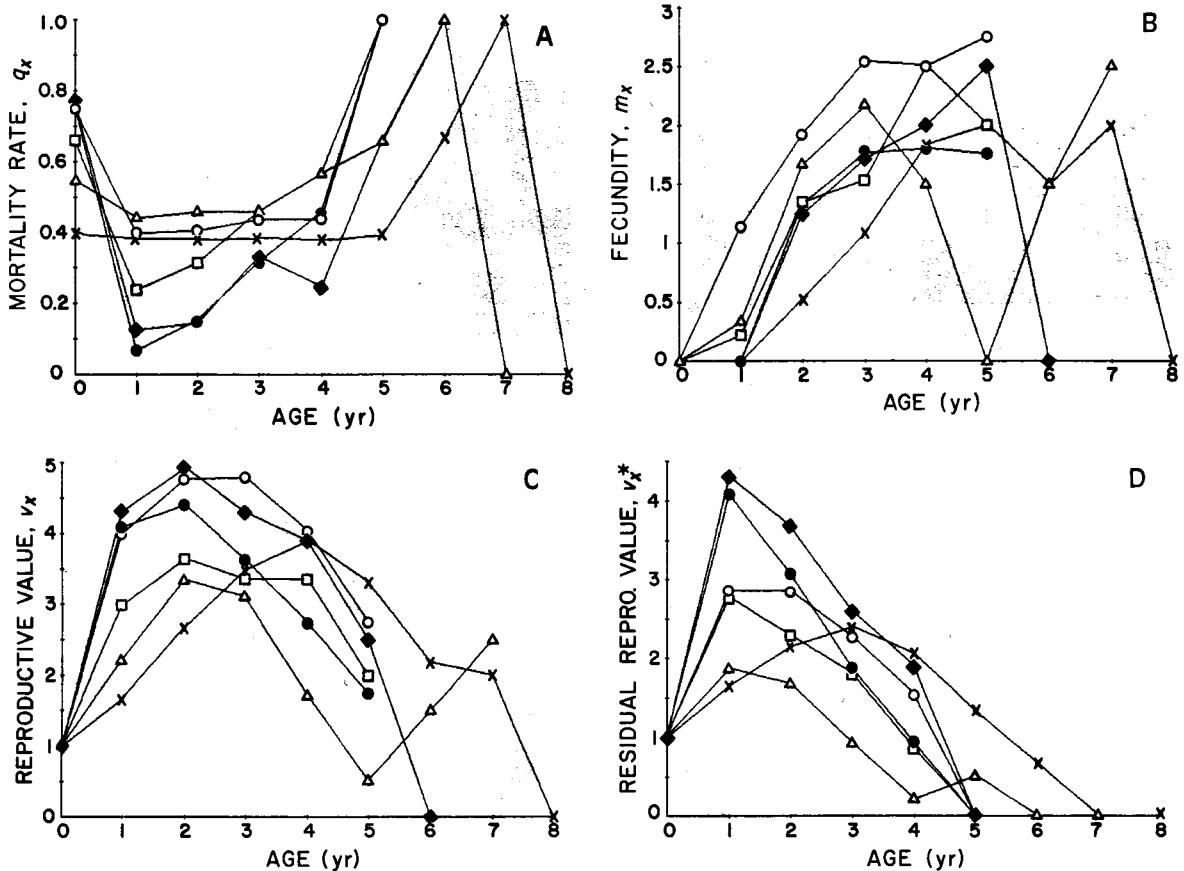 A
MORTALITY RATE, qx
1.0
0.8
0.6
0.4
0.2
0
0 1 2 3 4 5 6 7 8
AGE (yr)
B
FECUNDITY, mx
2.5
2
1.5
1
0.5
0
0 1 2 3 4 5 6 7 8
AGE (yr)
C
REPRODUCTIVE VALUE, vx
5
4
3
2
1
0
0 1 2 3 4 5 6 7 8
AGE (yr)
D
RESIDUAL REPRO. VALUE, vx*
4
3
2
1
0
0 1 2 3 4 5 6 7 8
AGE (yr)